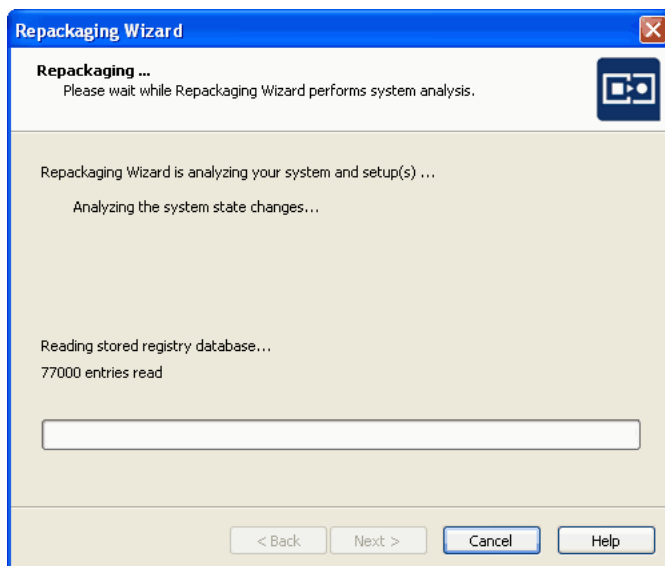 Repackaging Wizard
Repackaging ...
Please wait while Repackaging Wizard performs system analysis.
Repackaging Wizard is analyzing your system and setup(s) ...
Analyzing the system state changes...
Reading stored registry database...
77000 entries read
< Back Next > Cancel Help